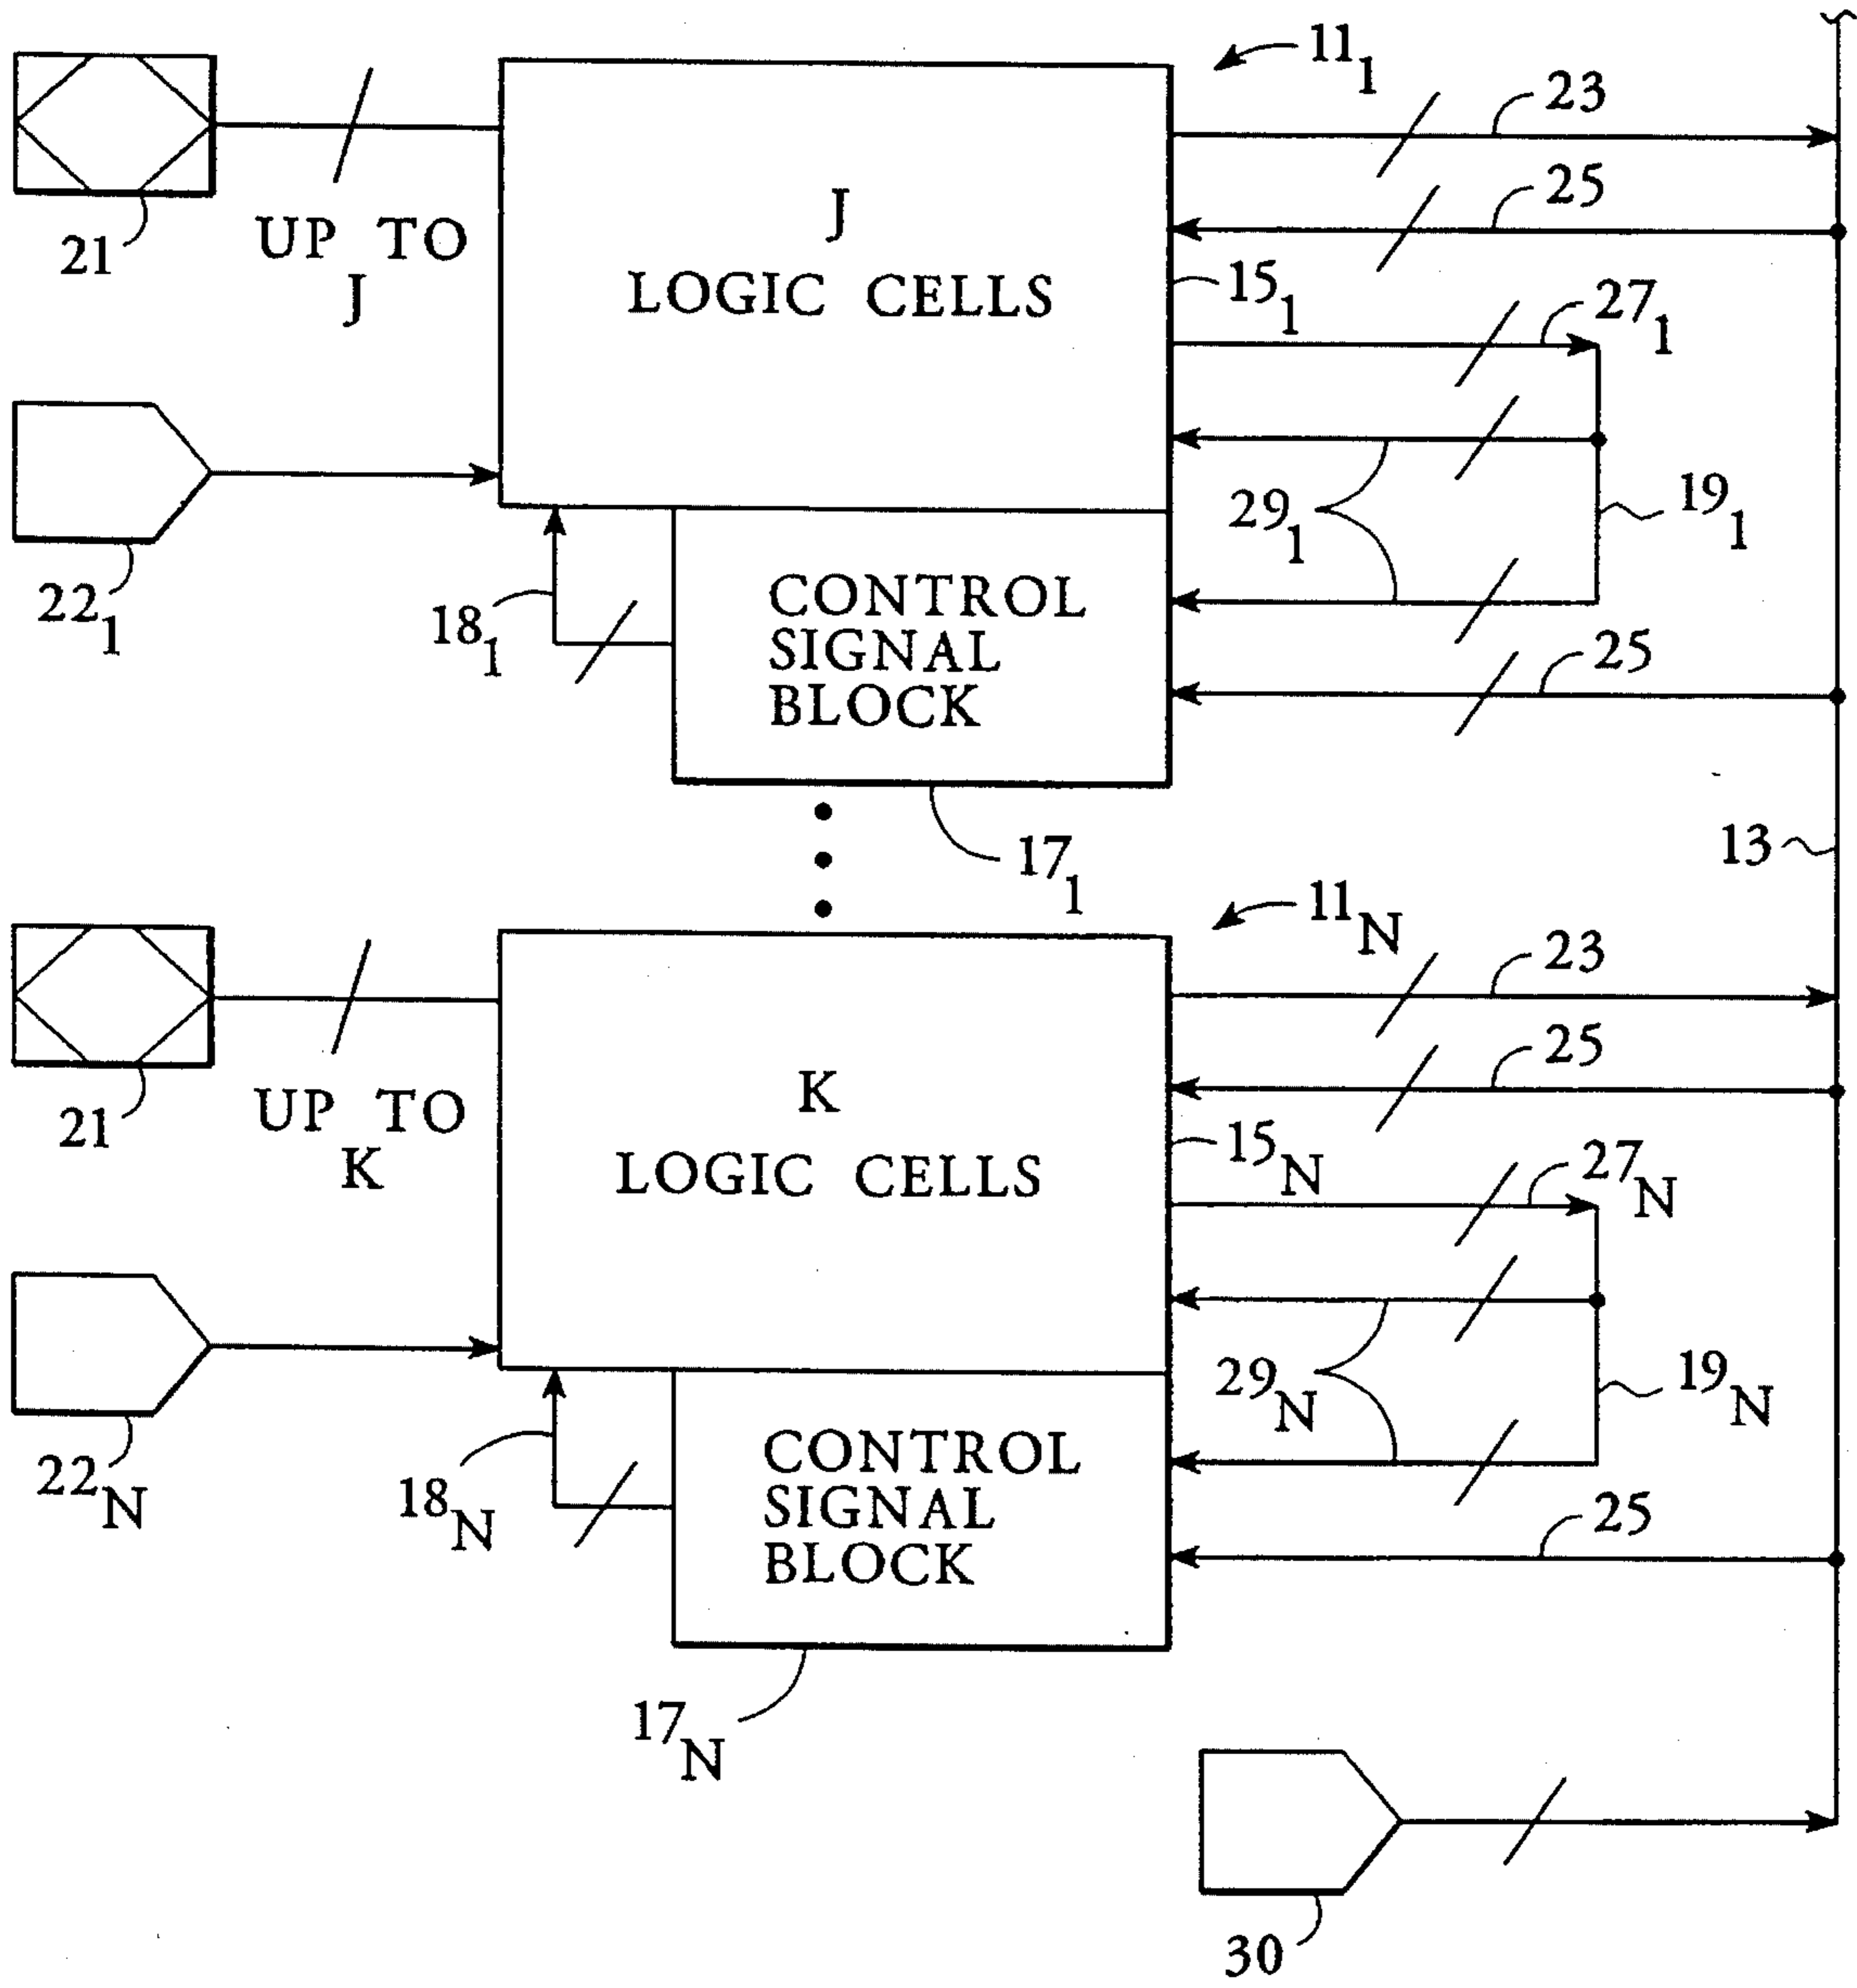 11₁
23
J
25
21
UP TO
J
LOGIC CELLS
15₁
27₁
29₁
19₁
22₁
18₁
CONTROL
SIGNAL
BLOCK
25
17₁
13
11N
23
25
21
UP TO
K
K
LOGIC CELLS
15N
27N
29N
19N
22N
18N
CONTROL
SIGNAL
BLOCK
25
17N
30